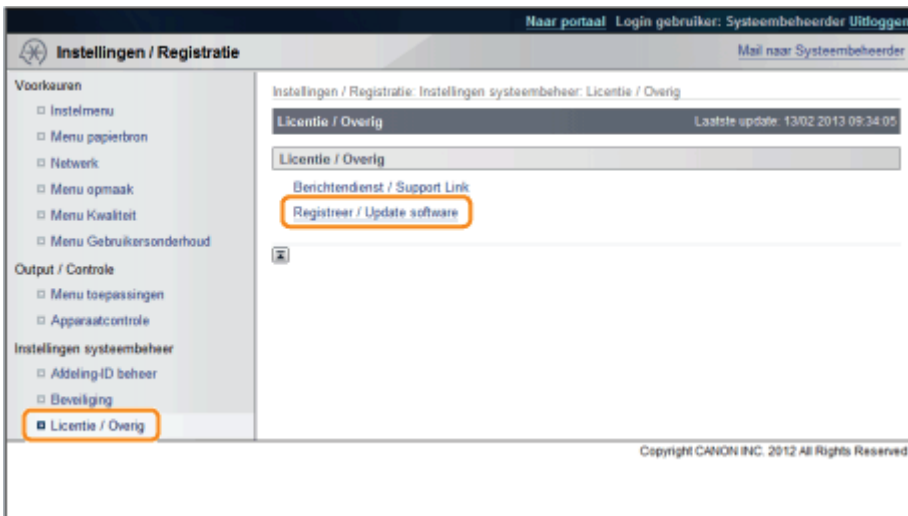 Naar portaal Login gebruiker: Systeembeheerder Uitloggen
Instellingen / Registratie
Mail naar Systeembeheerder
Voorkeuren
Instelmenu
Menu papierbron
Netwerk
Menu opmaak
Menu Kwaliteit
Menu Gebruikersonderhoud
Output / Controle
Menu toepassingen
Apparaatcontrole
Instellingen systeembeheer
Afdeling-ID beheer
Beveiliging
Licentie / Overig
Instellingen / Registratie: Instellingen systeembeheer: Licentie / Overig
Licentie / Overig Laatste update: 13/02 2013 09:34:05
Licentie / Overig
Berichtendienst / Support Link
Registreer / Update software
Copyright CANON INC. 2012 All Rights Reserved